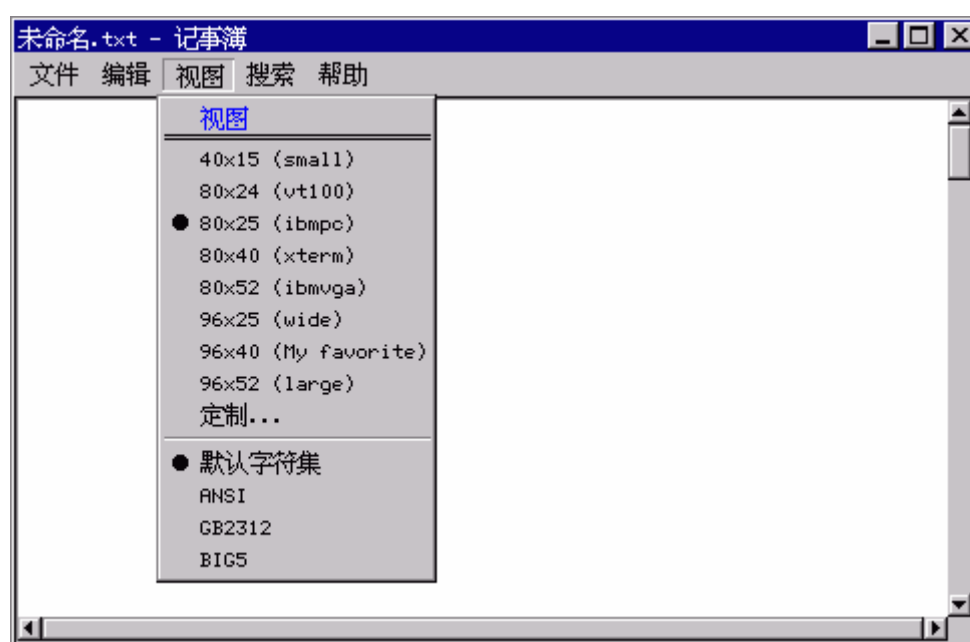 未命名.txt - 记事簿
文件 编辑 视图 搜索 帮助
视图
40x15 (small)
80x24 (vt100)
80x25 (ibmpc)
80x40 (xterm)
80x52 (ibmvga)
96x25 (wide)
96x40 (My favorite)
96x52 (large)
定制...
默认字符集
ANSI
GB2312
BIG5